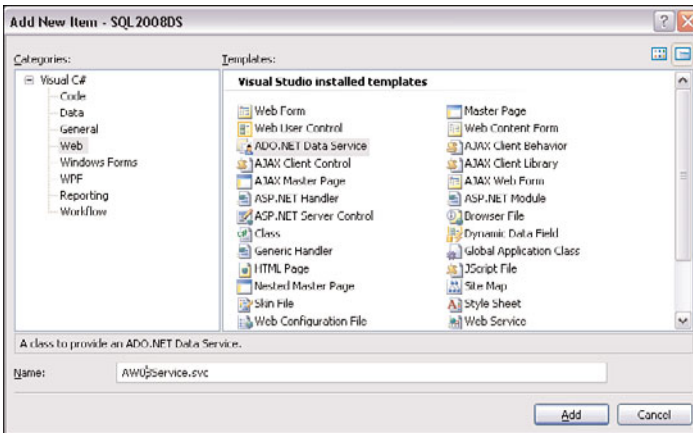 Add New Item - SQL2008DS
Categories:
Templates:
Visual C#
Code
Data
General
Web
Windows Forms
WPF
Reporting
Workflow
Visual Studio installed templates
Web Form
Web User Control
ADO.NET Data Service
AJAX Client Control
AJAX Master Page
ASP.NET Handler
ASP.NET Server Control
Class
Generic Handler
HTML Page
Nested Master Page
Skin File
Web Configuration File
Master Page
Web Content Form
AJAX Client Behavior
AJAX Client Library
AJAX Web Form
ASP.NET Module
Browser File
Dynamic Data Field
Global Application Class
JScript File
Site Map
Style Sheet
Web Service
A class to provide an ADO.NET Data Service.
Name:
Add
Cancel